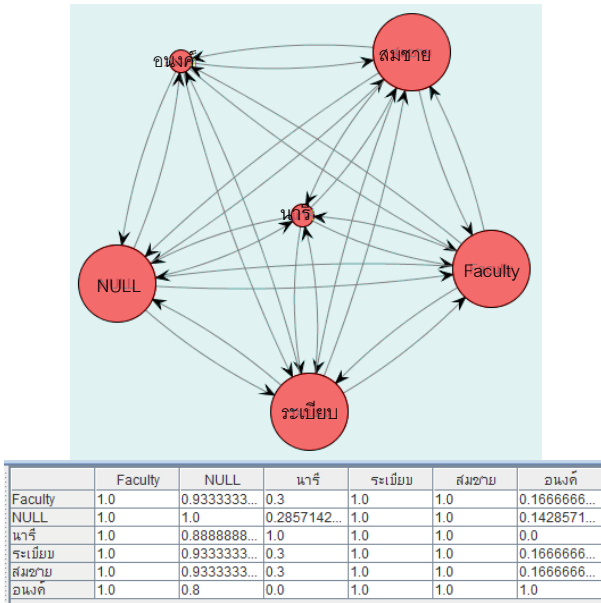 อนงค์
สมชาย
นารี
NULL
Faculty
ระเบียบ
Faculty NULL นารี ระเบียบ สมชาย อนงค์
Faculty 1.0 0.9333333... 0.3 1.0 1.0 0.1666666...
NULL 1.0 1.0 0.2857142... 1.0 1.0 0.1428571...
นารี 1.0 0.8888888... 1.0 1.0 1.0 0.0
ระเบียบ 1.0 0.9333333... 0.3 1.0 1.0 0.1666666...
สมชาย 1.0 0.9333333... 0.3 1.0 1.0 0.1666666...
อนงค์ 1.0 0.8 0.0 1.0 1.0 1.0